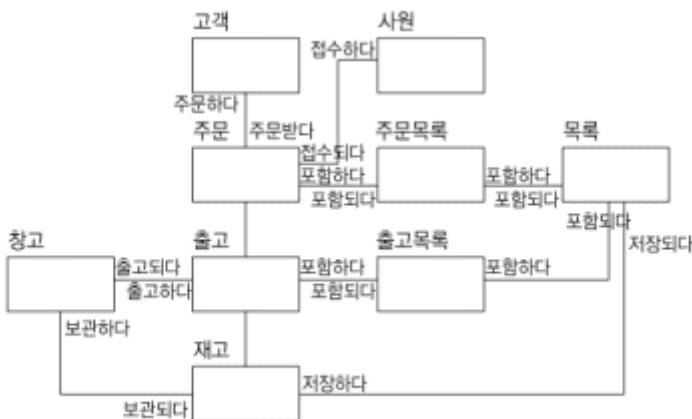 고객
사원
접수하다
주문하다
주문
주문받다
주문목록
목록
접수되다
포함하다
포함하다
포함되다
포함되다
포함되다
창고
출고
출고목록
저장되다
출고되다
포함하다
포함하다
출고하다
포함되다
보관하다
재고
저장하다
보관되다